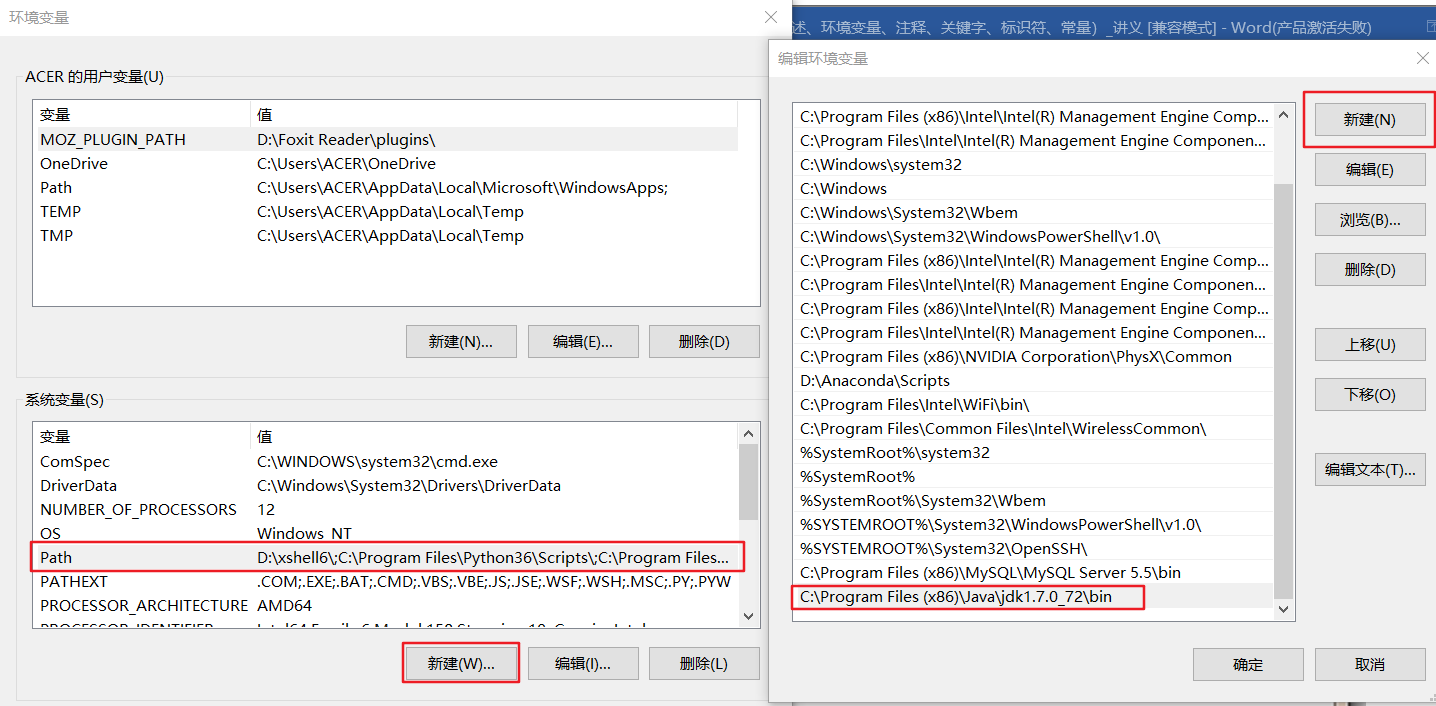 环境变量
ACER 的用户变量(U)
变量 值
MOZ_PLUGIN_PATH D:\Foxit Reader\plugins\
OneDrive C:\Users\ACER\OneDrive
Path C:\Users\ACER\AppData\Local\Microsoft\WindowsApps;
TEMP C:\Users\ACER\AppData\Local\Temp
TMP C:\Users\ACER\AppData\Local\Temp
新建(N)... 编辑(E)... 删除(D)
系统变量(S)
变量 值
ComSpec C:\WINDOWS\system32\cmd.exe
DriverData C:\Windows\System32\Drivers\DriverData
NUMBER_OF_PROCESSORS 12
OS Windows_NT
Path D:\xshell6\;C:\Program Files\Python36\Scripts\;C:\Program Files...
PATHEXT .COM;.EXE;.BAT;.CMD;.VBS;.VBE;.JS;.JSE;.WSF;.WSH;.MSC;.PY;.PYW
PROCESSOR_ARCHITECTURE AMD64
新建(W)... 编辑(I)... 删除(L)
述、环境变量、注释、关键字、标识符、常量）_讲义 [兼容模式] - Word(产品激活失败)
编辑环境变量
C:\Program Files (x86)\Intel\Intel(R) Management Engine Comp...
C:\Program Files\Intel\Intel(R) Management Engine Componen...
C:\Windows\system32
C:\Windows
C:\Windows\System32\Wbem
C:\Windows\System32\WindowsPowerShell\v1.0\
C:\Program Files (x86)\Intel\Intel(R) Management Engine Comp...
C:\Program Files\Intel\Intel(R) Management Engine Componen...
C:\Program Files (x86)\Intel\Intel(R) Management Engine Comp...
C:\Program Files\Intel\Intel(R) Management Engine Componen...
C:\Program Files (x86)\NVIDIA Corporation\PhysX\Common
D:\Anaconda\Scripts
C:\Program Files\Intel\WiFi\bin\
C:\Program Files\Common Files\Intel\WirelessCommon\
%SystemRoot%\system32
%SystemRoot%
%SystemRoot%\System32\Wbem
%SYSTEMROOT%\System32\WindowsPowerShell\v1.0\
%SYSTEMROOT%\System32\OpenSSH\
C:\Program Files (x86)\MySQL\MySQL Server 5.5\bin
C:\Program Files (x86)\Java\jdk1.7.0_72\bin
新建(N)
编辑(E)
浏览(B)...
删除(D)
上移(U)
下移(O)
编辑文本(T)...
确定 取消